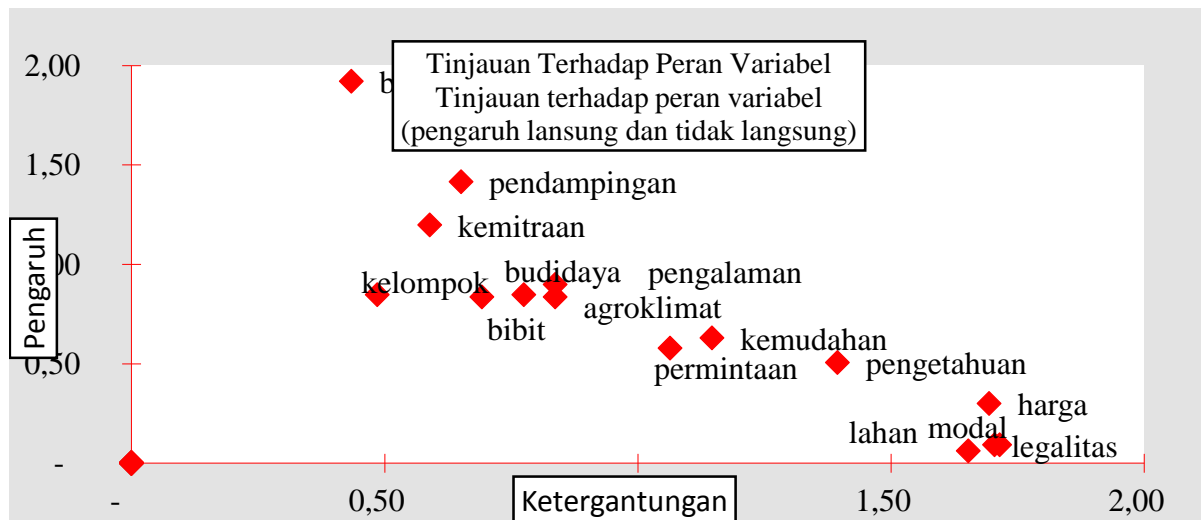 Tinjauan Terhadap Peran Variabel
Tinjauan terhadap peran variabel
(pengaruh lansung dan tidak langsung)
2,00
1,50
pendampingan
kemitraan
Pengaruh
budidaya
pengalaman
kelompok
agroklimat
bibit
kemudahan
0,50
permintaan
pengetahuan
harga
lahan
modal
legalitas
-
-
0,50
Ketergantungan
1,50
2,00